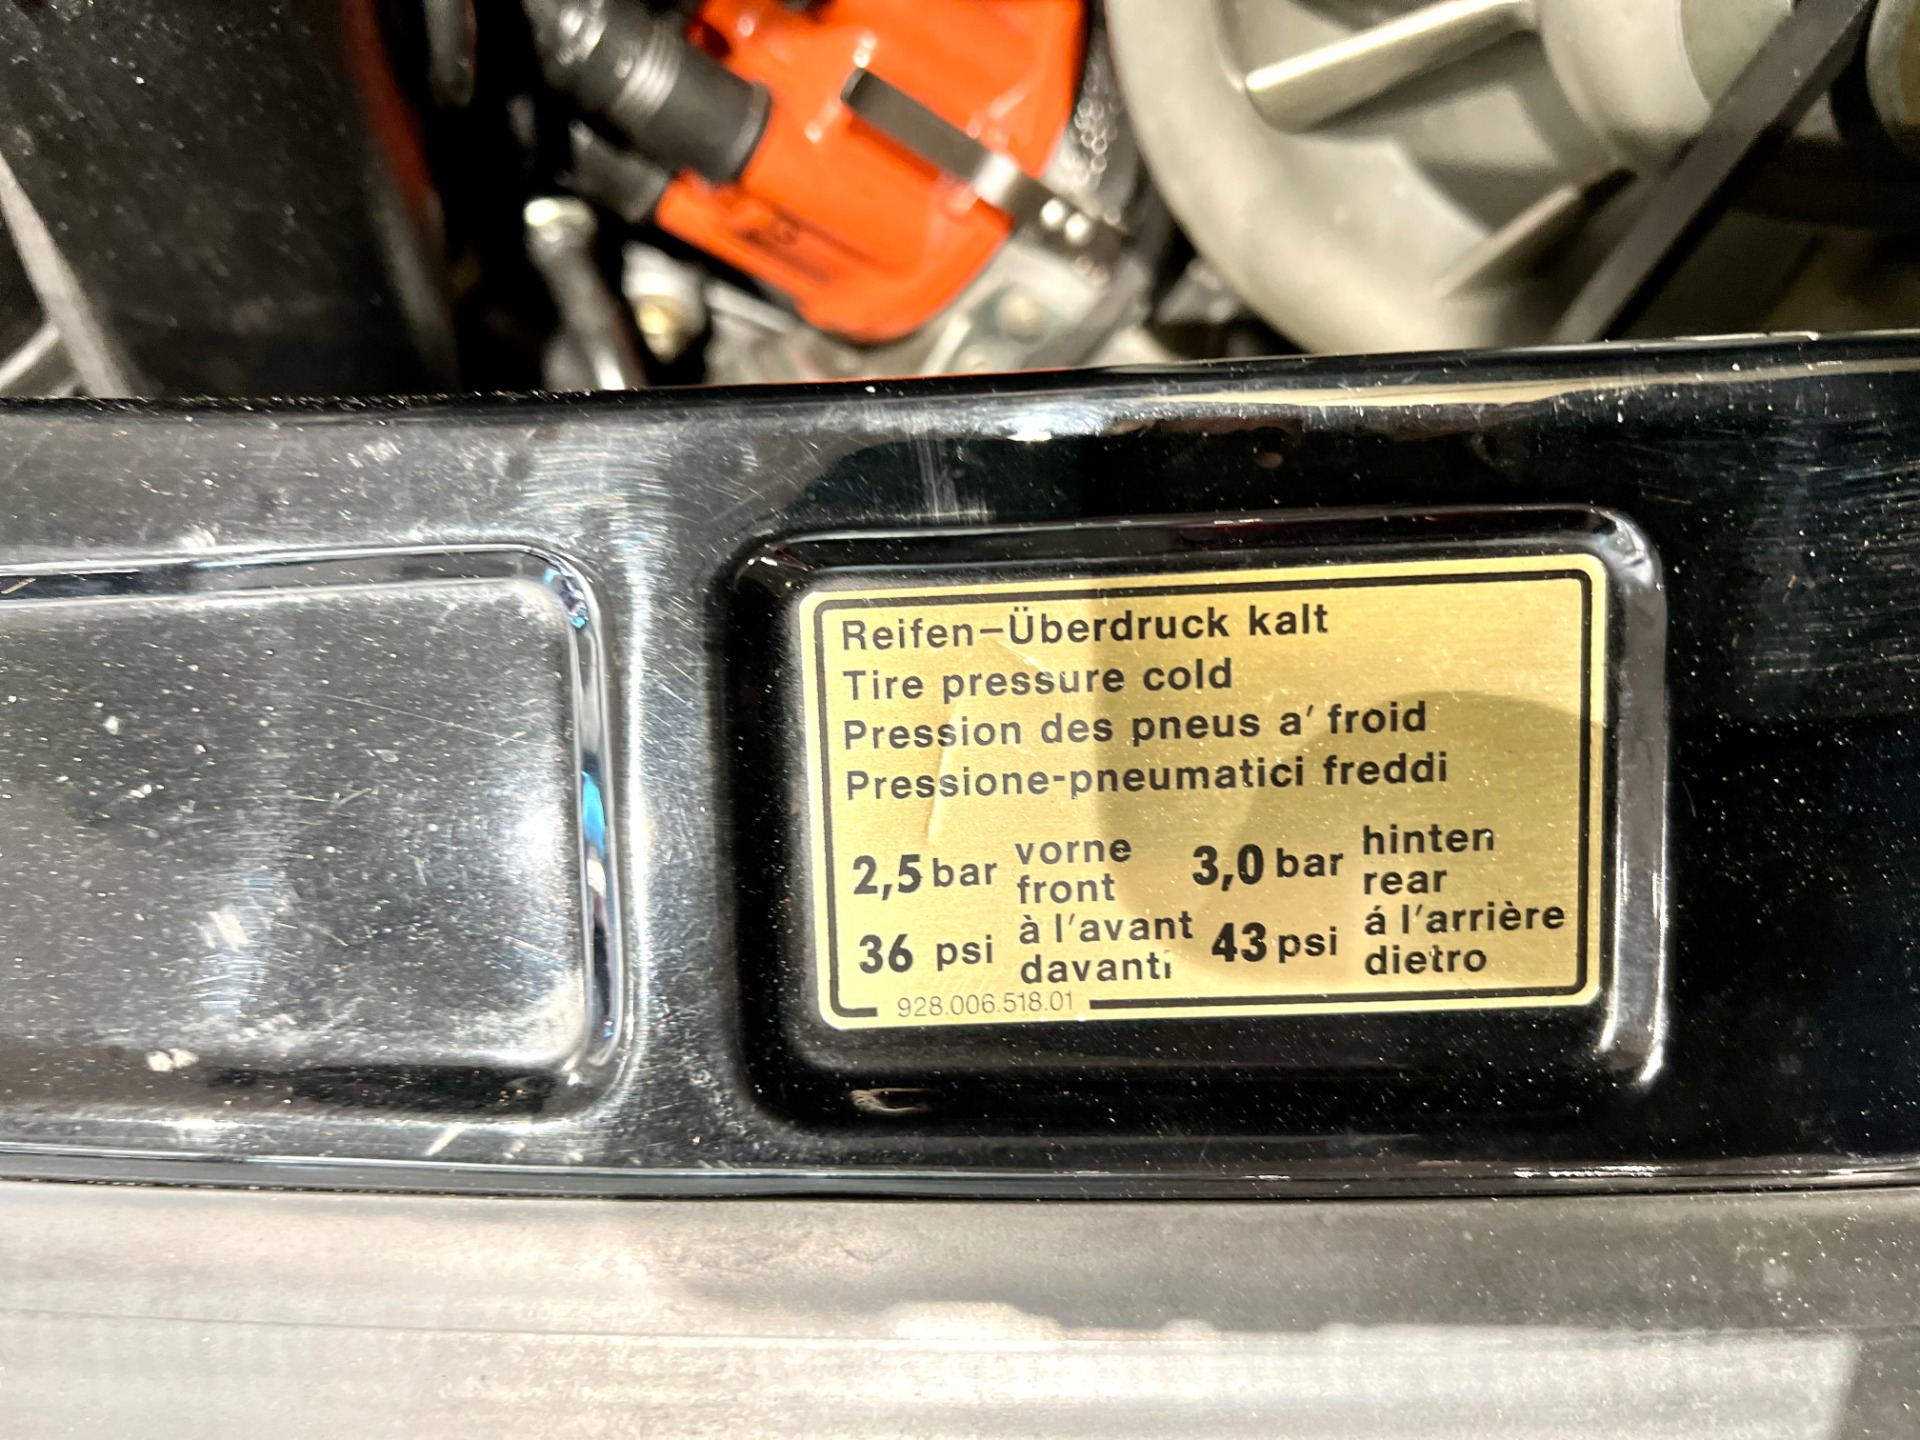 Reifen-Überdruck kalt
Tire pressure cold
Pression des pneus a' froid
Pressione-pneumatici freddi
2,5 bar vorne front 3,0 bar hinten rear
36 psi à l'avant davanti 43 psi á l'arrière dietro
928.006.518.01